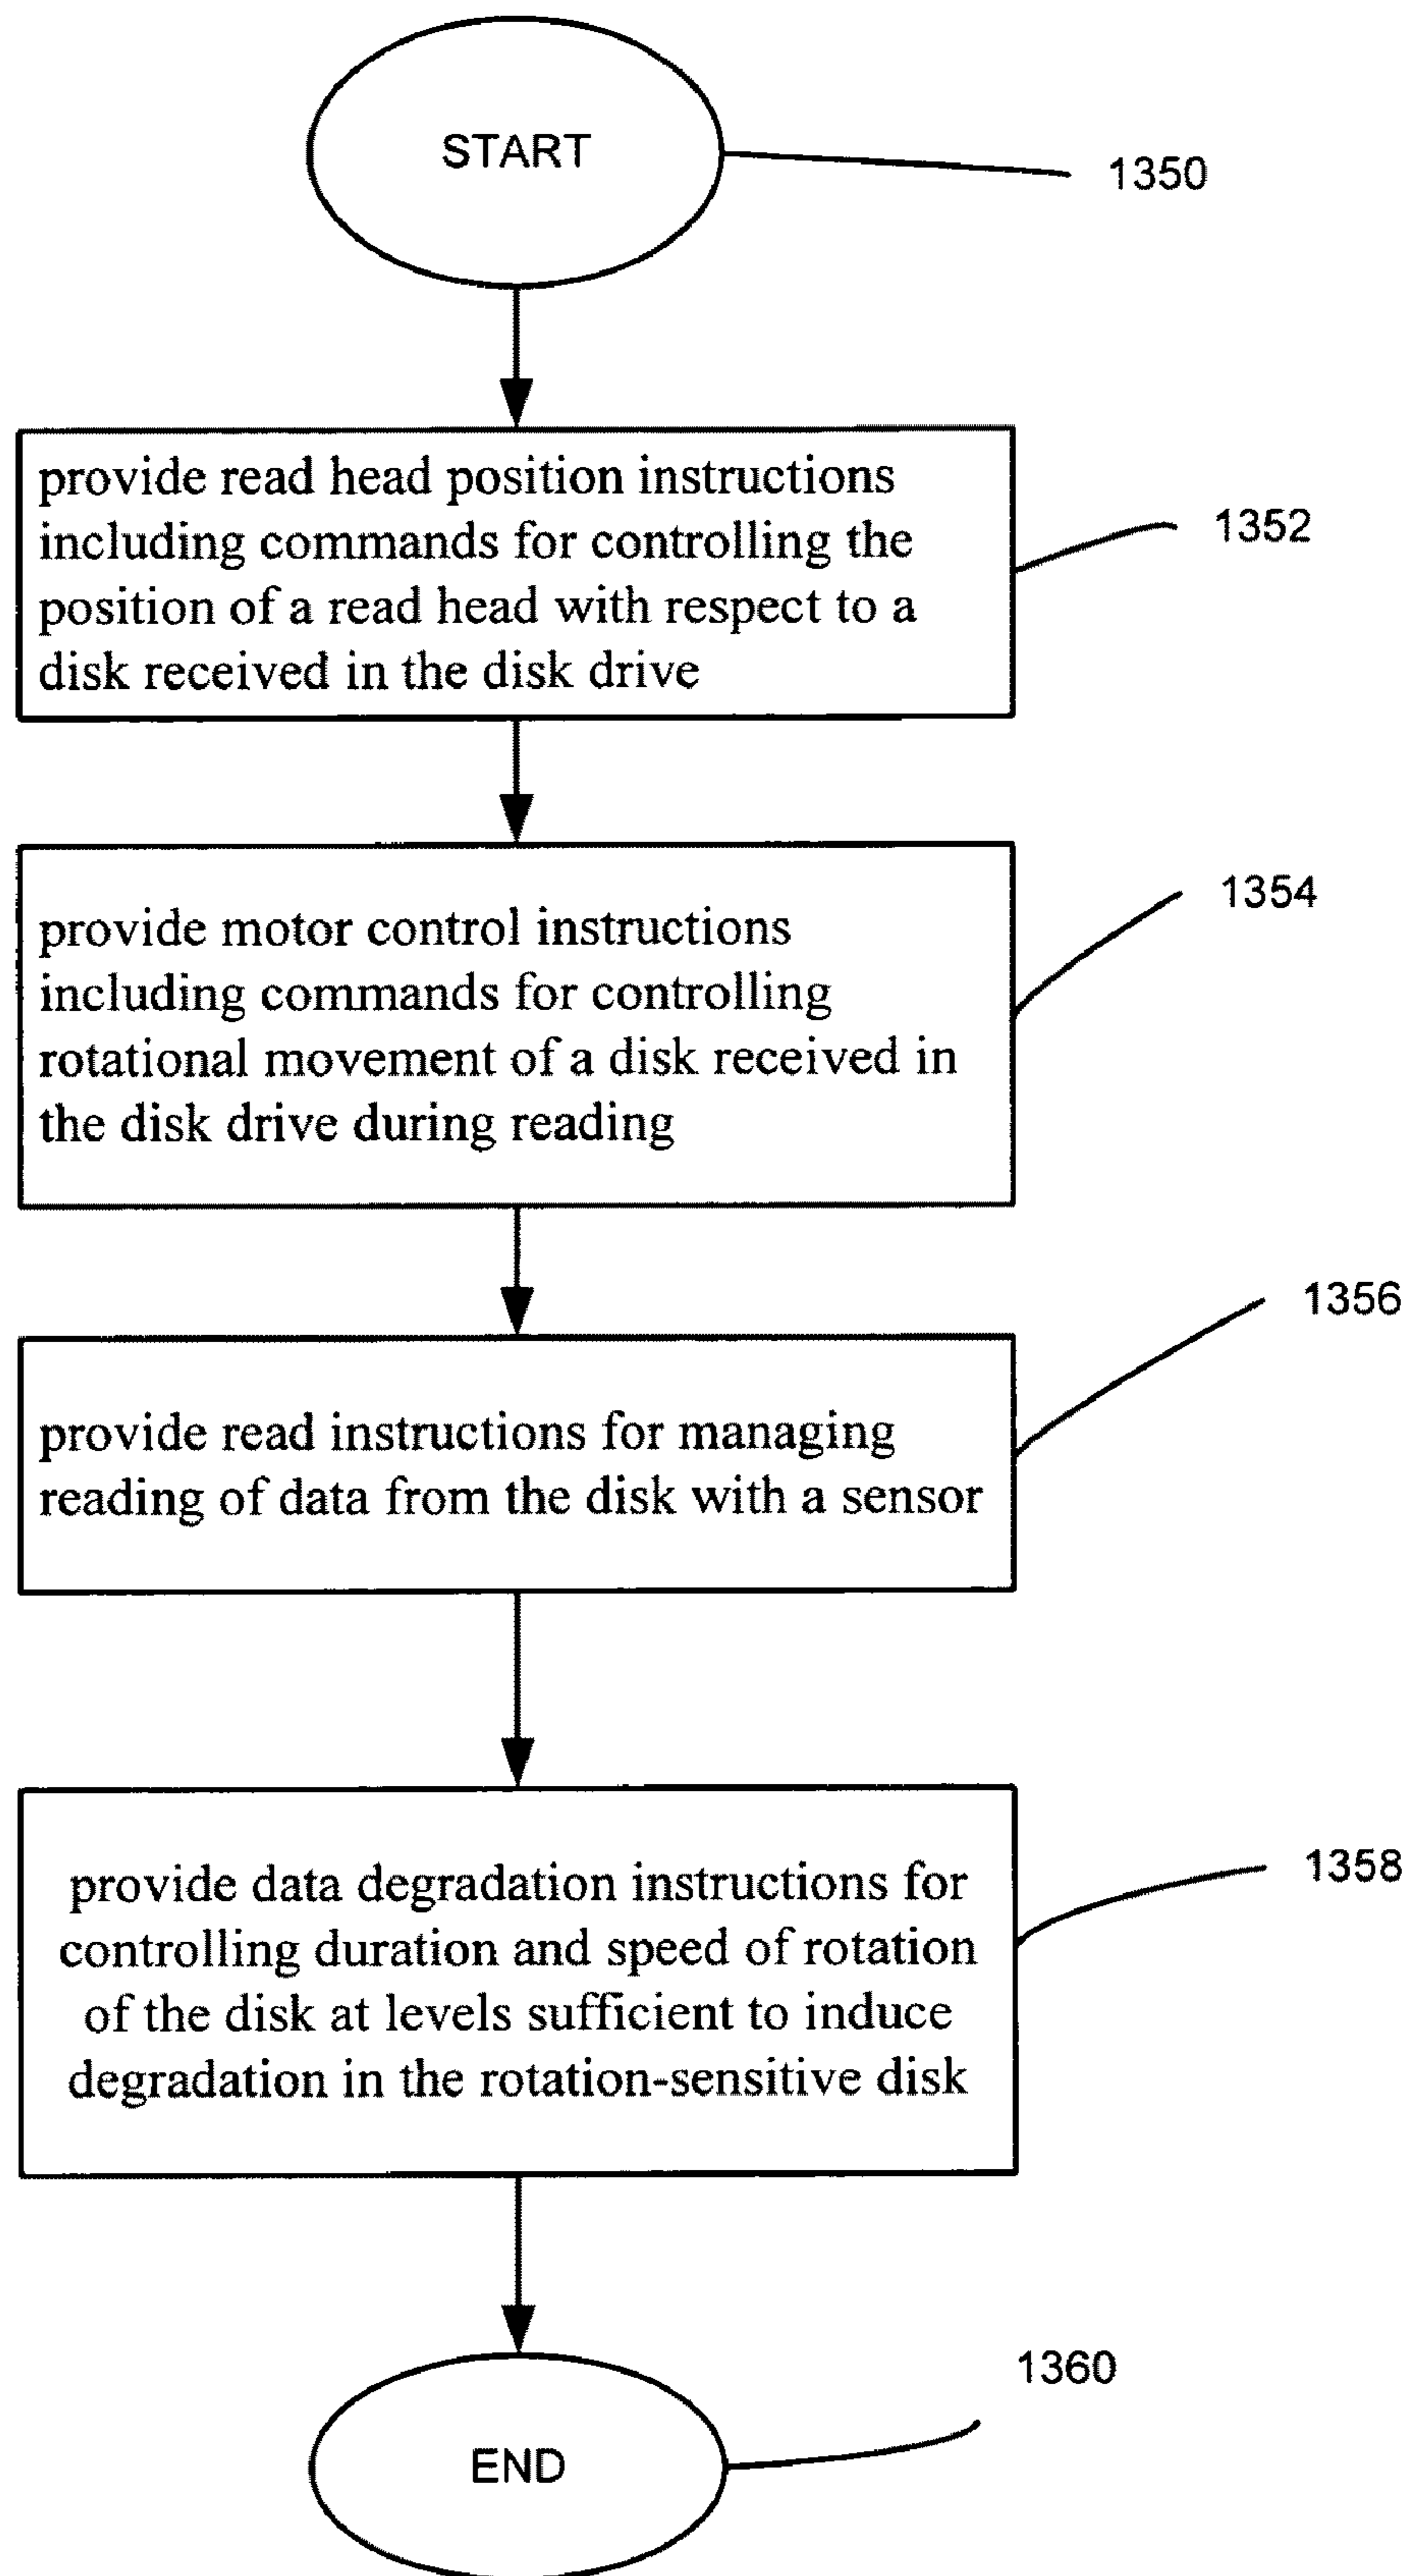 START
1350
provide read head position instructions
including commands for controlling the
position of a read head with respect to a
disk received in the disk drive
1352
provide motor control instructions
including commands for controlling
rotational movement of a disk received in
the disk drive during reading
1354
provide read instructions for managing
reading of data from the disk with a sensor
1356
provide data degradation instructions for
controlling duration and speed of rotation
of the disk at levels sufficient to induce
degradation in the rotation-sensitive disk
1358
END
1360